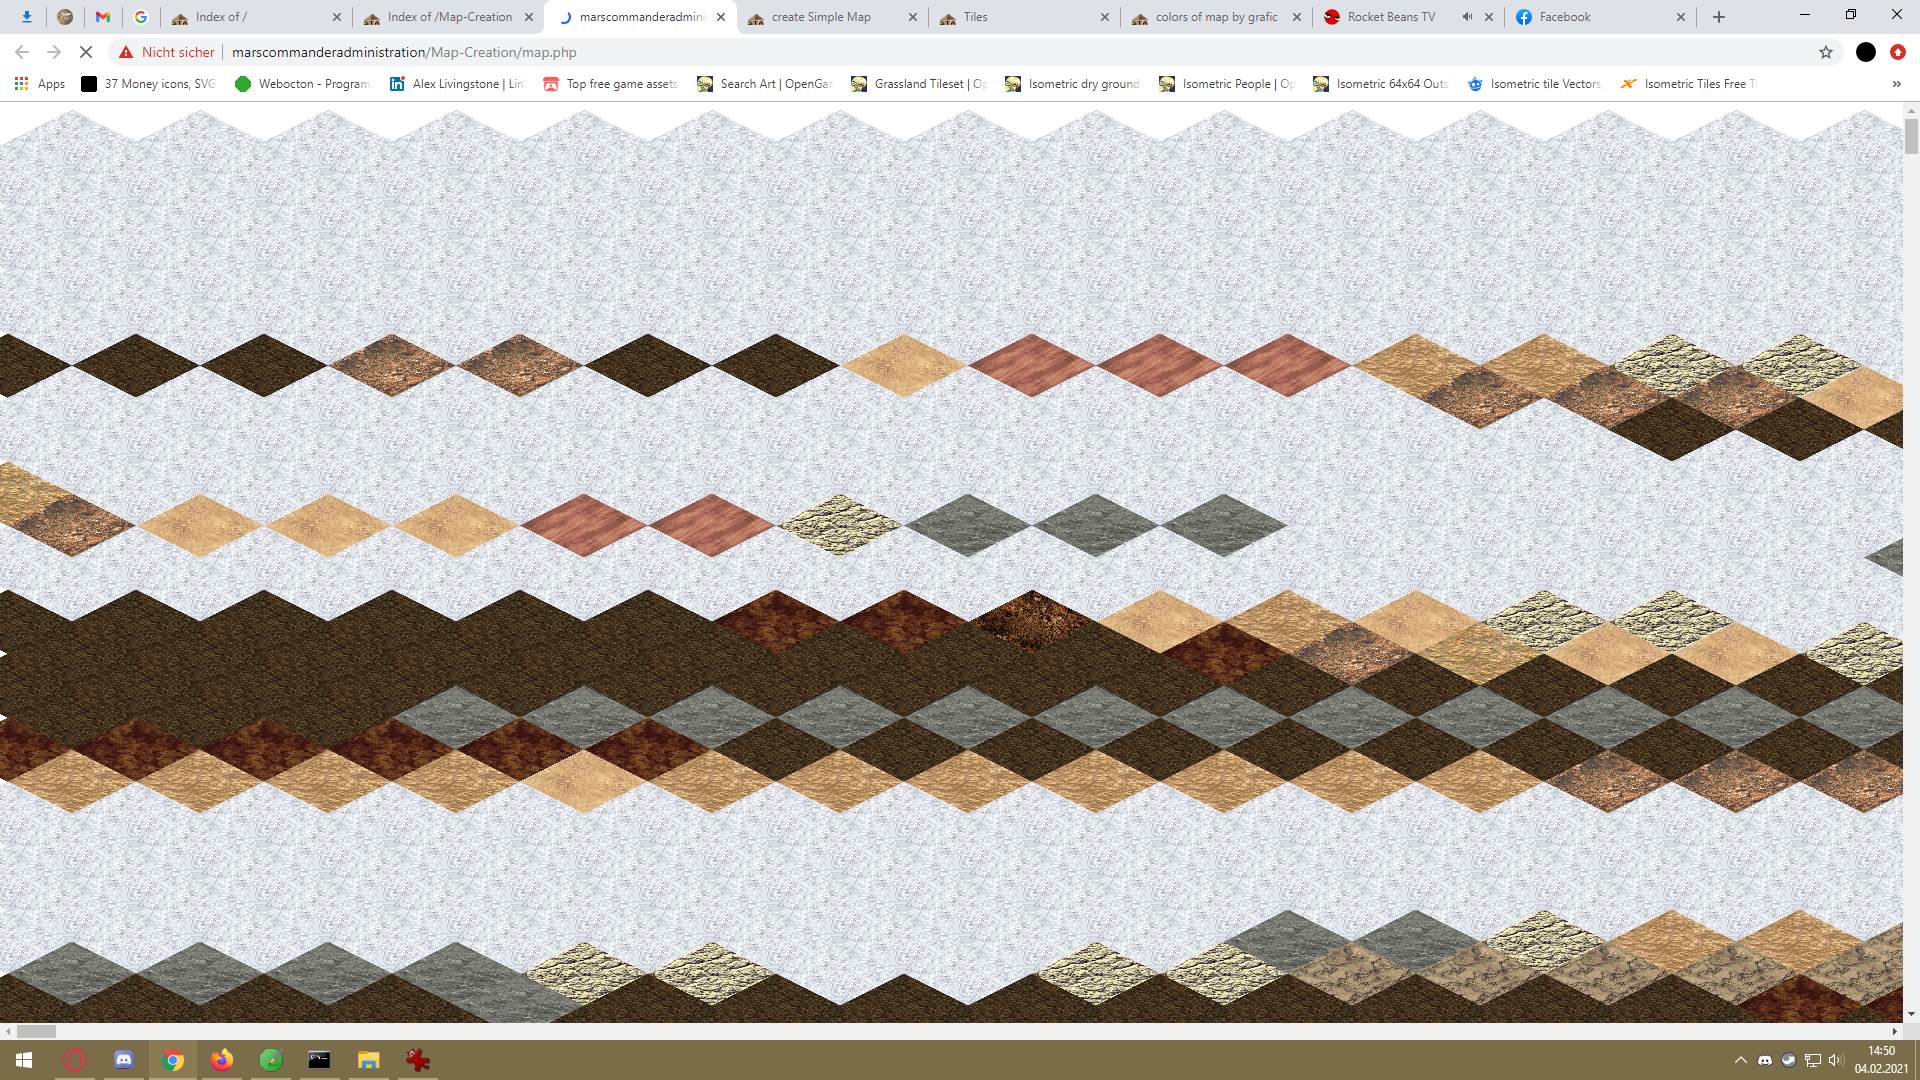 Index of /
Index of /Map-Creation
marscommanderadmini
create Simple Map
Tiles
colors of map by grafic
Rocket Beans TV
Facebook
Nicht sicher marscommanderadministration/Map-Creation/map.php
Apps
37 Money icons, SVG
Webocton - Program
Alex Livingstone | Lin
Top free game assets
Search Art | OpenGa
Grassland Tileset | O
Isometric dry ground
Isometric People | Op
Isometric 64x64 Outs
Isometric tile Vectors
Isometric Tiles Free T
»
14:50
04.02.2021